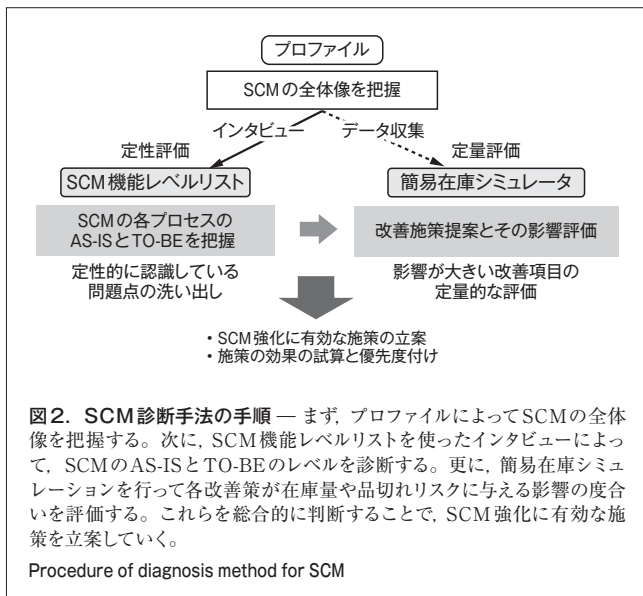 プロファイル
SCMの全体像を把握
インタビュー
データ収集
定性評価
定量評価
SCM機能レベルリスト
簡易在庫シミュレータ
SCMの各プロセスの
AS-ISとTO-BEを把握
改善施策提案とその影響評価
定性的に認識している
問題点の洗い出し
影響が大きい改善項目の
定量的な評価
・SCM強化に有効な施策の立案
・施策の効果の試算と優先度付け
図2. SCM診断手法の手順 — まず，プロファイルによってSCMの全体
像を把握する。次に，SCM機能レベルリストを使ったインタビューによっ
て，SCMのAS-ISとTO-BEのレベルを診断する。更に，簡易在庫シミュ
レーションを行って各改善策が在庫量や品切れリスクに与える影響の度合
いを評価する。これらを総合的に判断することで，SCM強化に有効な施
策を立案していく。
Procedure of diagnosis method for SCM